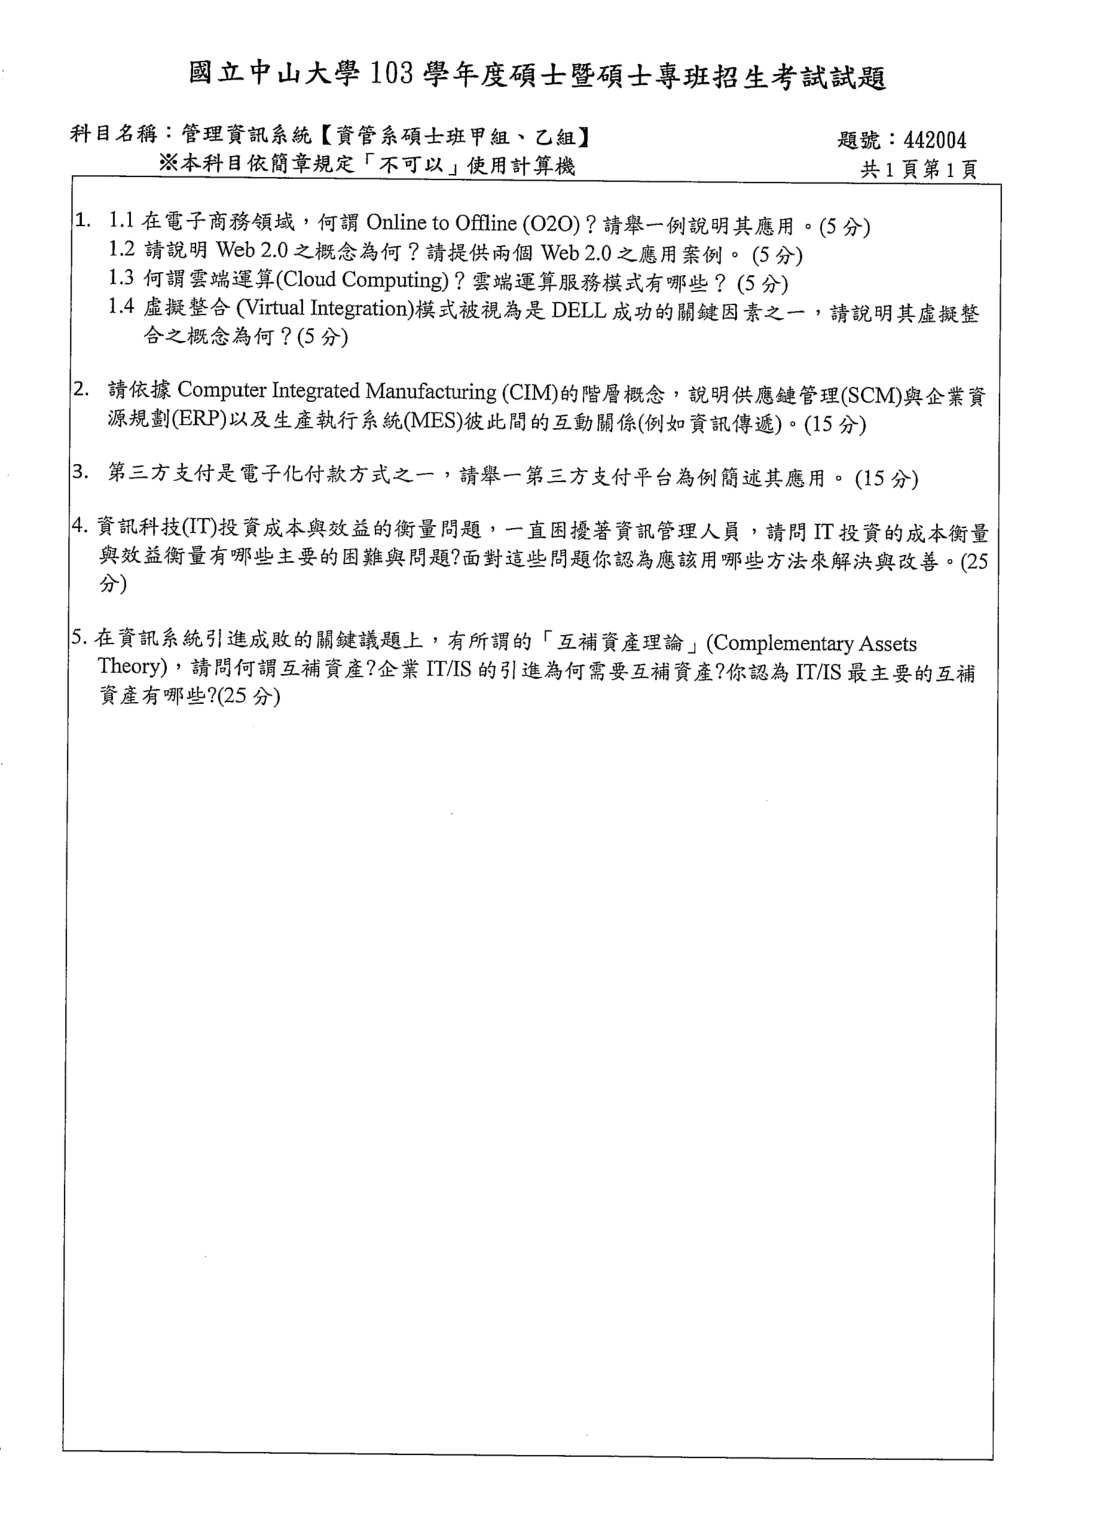 國立中山大學 103 學年度碩士暨碩士專班招生考試試題
科目名稱：管理資訊系統【資管系碩士班甲組、乙組】
題號：442004
※本科目依簡章規定「不可以」使用計算機
共 1 頁第 1 頁
1. 1.1 在電子商務領域，何謂 Online to Offline (O2O)？請舉一例說明其應用。(5 分)
1.2 請說明 Web 2.0 之概念為何？請提供兩個 Web 2.0 之應用案例。 (5 分)
1.3 何謂雲端運算(Cloud Computing)？雲端運算服務模式有哪些？ (5 分)
1.4 虛擬整合 (Virtual Integration)模式被視為是 DELL 成功的關鍵因素之一，請說明其虛擬整
合之概念為何？(5 分)
2. 請依據 Computer Integrated Manufacturing (CIM)的階層概念，說明供應鏈管理(SCM)與企業資
源規劃(ERP)以及生產執行系統(MES)彼此間的互動關係(例如資訊傳遞)。(15 分)
3. 第三方支付是電子化付款方式之一，請舉一第三方支付平台為例簡述其應用。 (15 分)
4. 資訊科技(IT)投資成本與效益的衡量問題，一直困擾著資訊管理人員，請問 IT 投資的成本衡量
與效益衡量有哪些主要的困難與問題?面對這些問題你認為應該用哪些方法來解決與改善。(25
分)
5. 在資訊系統引進成敗的關鍵議題上，有所謂的「互補資產理論」(Complementary Assets
Theory)，請問何謂互補資產?企業 IT/IS 的引進為何需要互補資產?你認為 IT/IS 最主要的互補
資產有哪些?(25 分)